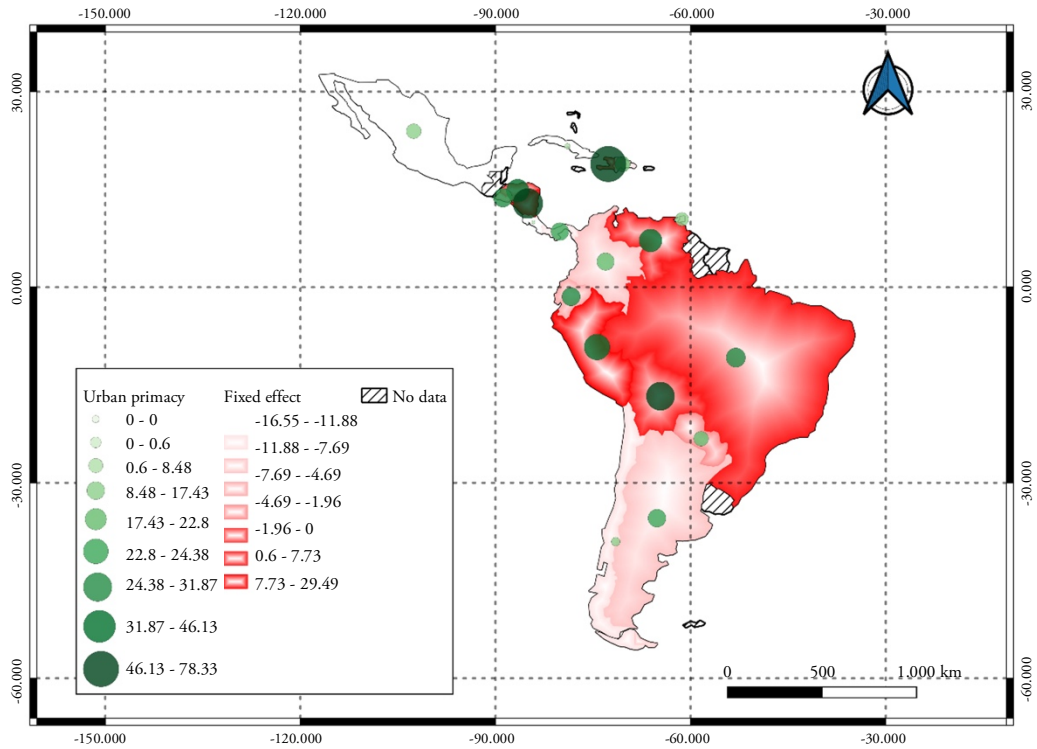 -150.000 -120.000 -90.000 -60.000 -30.000
30.000 30.000
0.000 0.000
Urban primacy Fixed effect No data
0 - 0 -16.55 - -11.88
0 - 0.6 -11.88 - -7.69
0.6 - 8.48 -7.69 - -4.69
8.48 - 17.43 -4.69 - -1.96
17.43 - 22.8 -1.96 - 0
22.8 - 24.38 0.6 - 7.73
24.38 - 31.87 7.73 - 29.49
31.87 - 46.13
46.13 - 78.33
-30.000 -30.000
0 500 1.000 km
-60.000 -60.000
-150.000 -120.000 -90.000 -60.000 -30.000